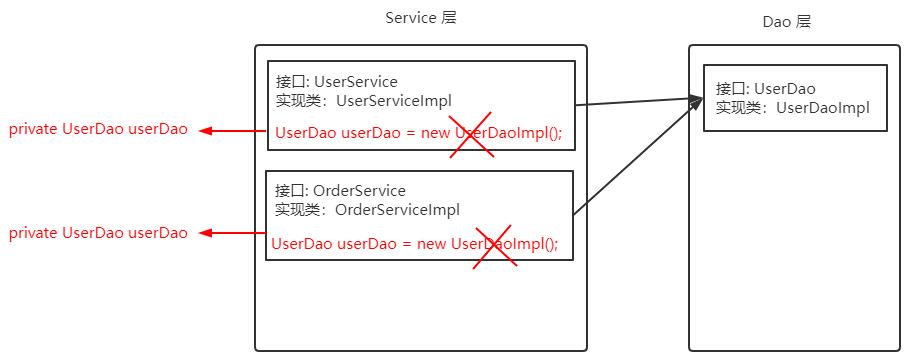 Service 层
Dao 层
接口: UserService
实现类：UserServiceImpl
UserDao userDao = new UserDaoImpl();
private UserDao userDao
接口: UserDao
实现类：UserDaoImpl
接口: OrderService
实现类：OrderServiceImpl
UserDao userDao = new UserDaoImpl();
private UserDao userDao